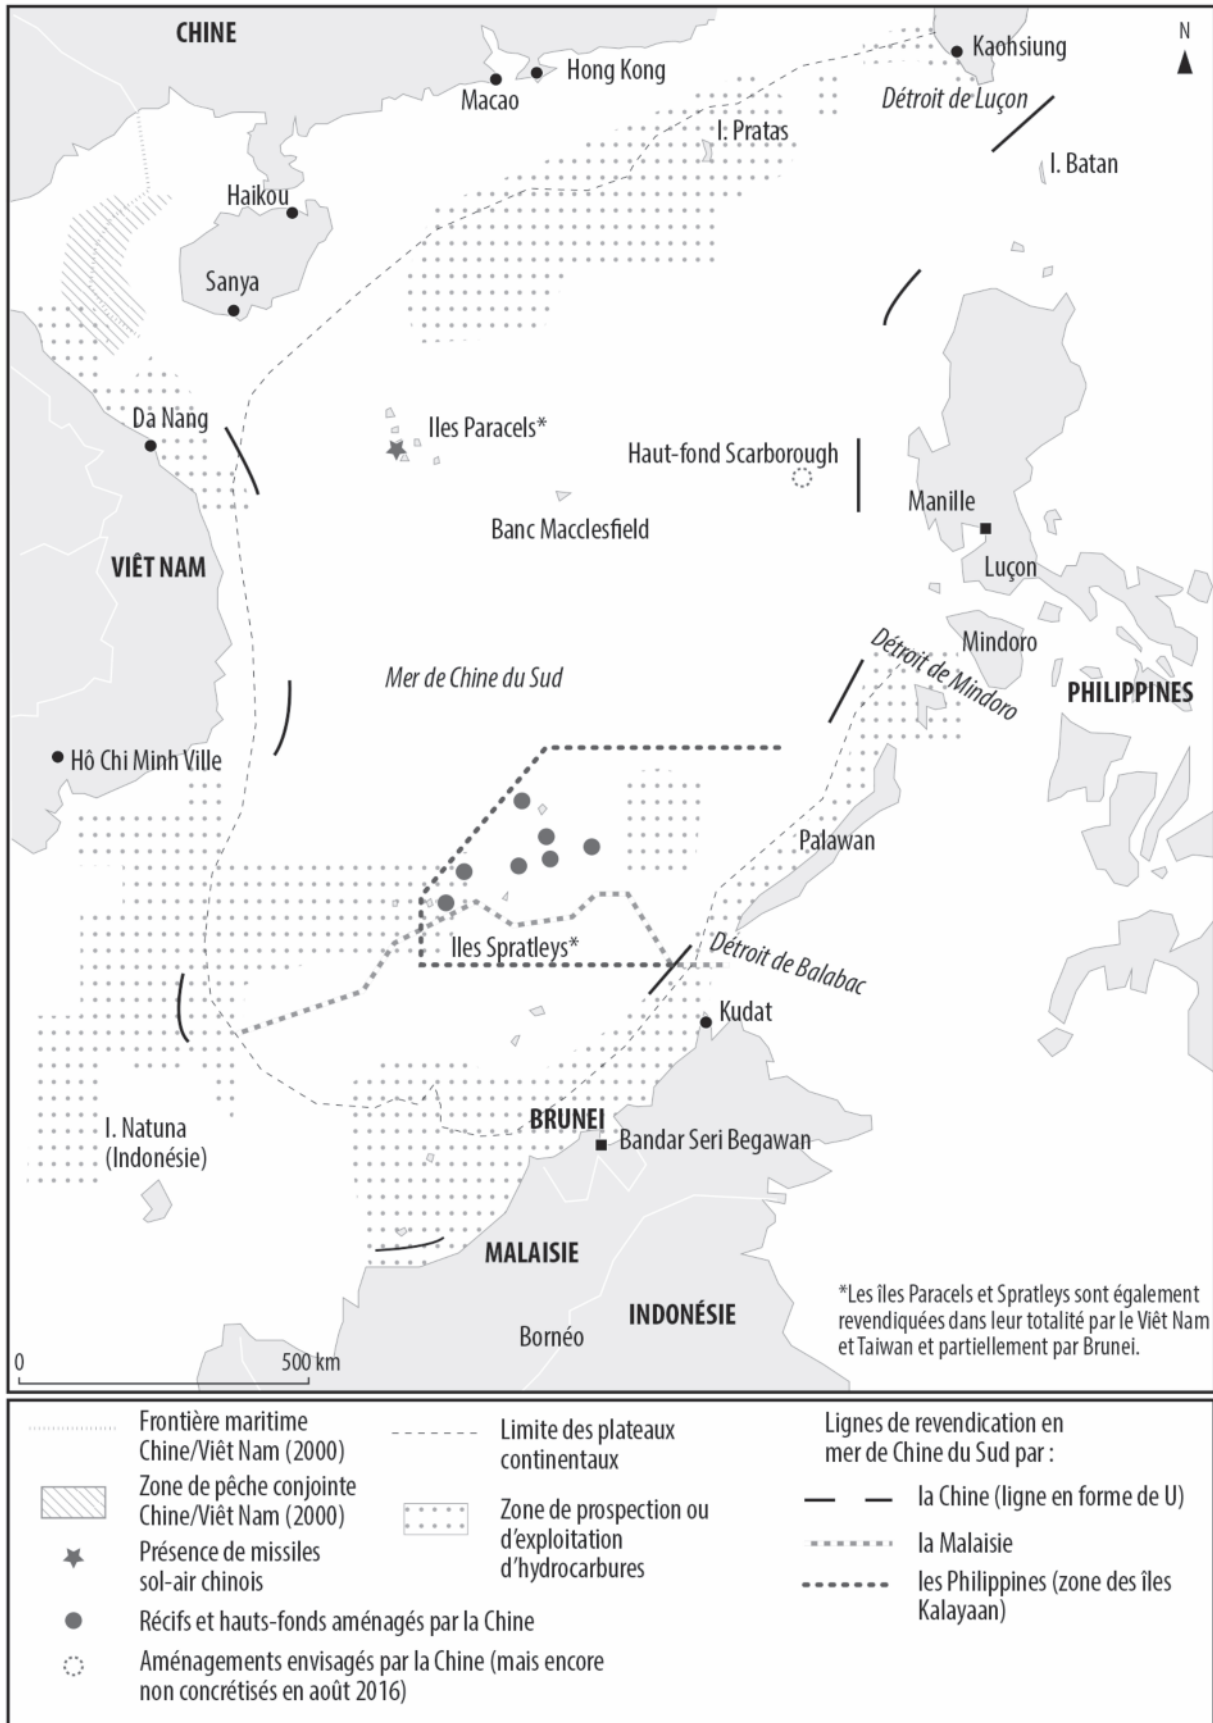 CHINE
N
Kaohsiung
Hong Kong
Macao
Détroit de Luçon
I. Pratas
I. Batan
Haikou
Sanya
Da Nang
Iles Paracels*
Haut-fond Scarborough
Manille
Banc Macclesfield
VIÊT NAM
Luçon
Mindoro
Détroit de Mindoro
Mer de Chine du Sud
PHILIPPINES
Hô Chi Minh Ville
Palawan
Iles Spratleys*
Détroit de Balabac
Kudat
BRUNEI
I. Natuna
(Indonésie)
Bandar Seri Begawan
MALAISIE
INDONÉSIE
Bornéo
*Les îles Paracels et Spratleys sont également
revendiquées dans leur totalité par le Viêt Nam
et Taiwan et partiellement par Brunei.
0
500 km
Frontière maritime
Chine/Viêt Nam (2000)
Zone de pêche conjointe
Chine/Viêt Nam (2000)
Présence de missiles
sol-air chinois
Récifs et hauts-fonds aménagés par la Chine
Aménagements envisagés par la Chine (mais encore
non concrétisés en août 2016)
Limite des plateaux
continentaux
Zone de prospection ou
d'exploitation
d'hydrocarbures
Lignes de revendication en
mer de Chine du Sud par :
la Chine (ligne en forme de U)
la Malaisie
les Philippines (zone des îles
Kalayaan)